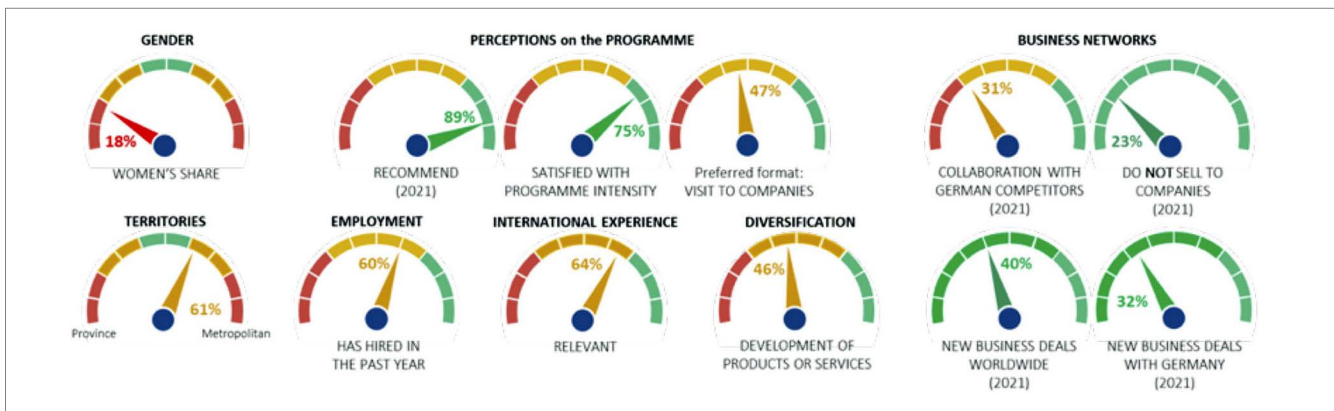 GENDER
PERCEPTIONS on the PROGRAMME
BUSINESS NETWORKS
18%
89%
75%
47%
31%
23%
WOMEN'S SHARE
RECOMMEND
(2021)
SATISFIED WITH
PROGRAMME INTENSITY
Preferred format:
VISIT TO COMPANIES
COLLABORATION WITH
GERMAN COMPETITORS
(2021)
DO NOT SELL TO
COMPANIES
(2021)
TERRITORIES
EMPLOYMENT
INTERNATIONAL EXPERIENCE
DIVERSIFICATION
61%
60%
64%
46%
40%
32%
Province
Metropolitan
HAS HIRED IN
THE PAST YEAR
RELEVANT
DEVELOPMENT OF
PRODUCTS OR SERVICES
NEW BUSINESS DEALS
WORLDWIDE
(2021)
NEW BUSINESS DEALS
WITH GERMANY
(2021)